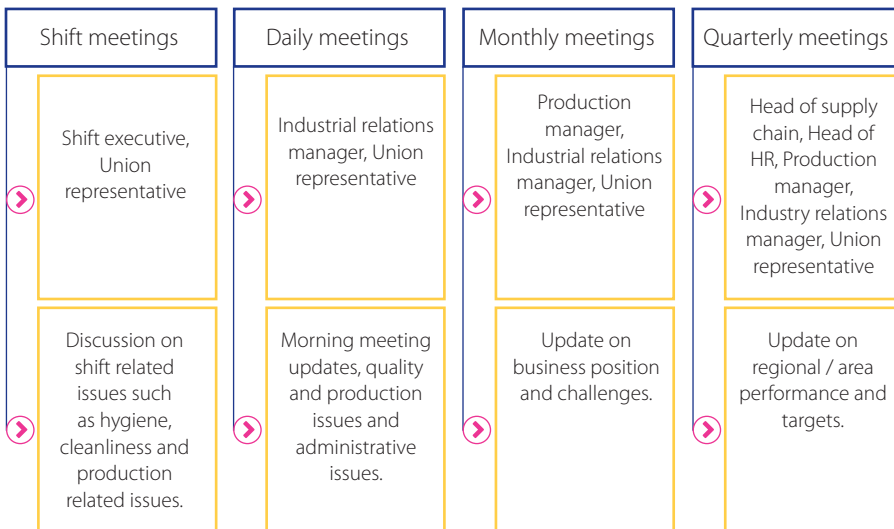 Shift meetings
Daily meetings
Monthly meetings
Quarterly meetings
Shift executive,
Union
representative
Industrial relations
manager, Union
representative
Production
manager,
Industrial relations
manager, Union
representative
Head of supply
chain, Head of
HR, Production
manager,
Industry relations
manager, Union
representative
Discussion on
shift related
issues such
as hygiene,
cleanliness and
production
related issues.
Morning meeting
updates, quality
and production
issues and
administrative
issues.
Update on
business position
and challenges.
Update on
regional / area
performance and
targets.